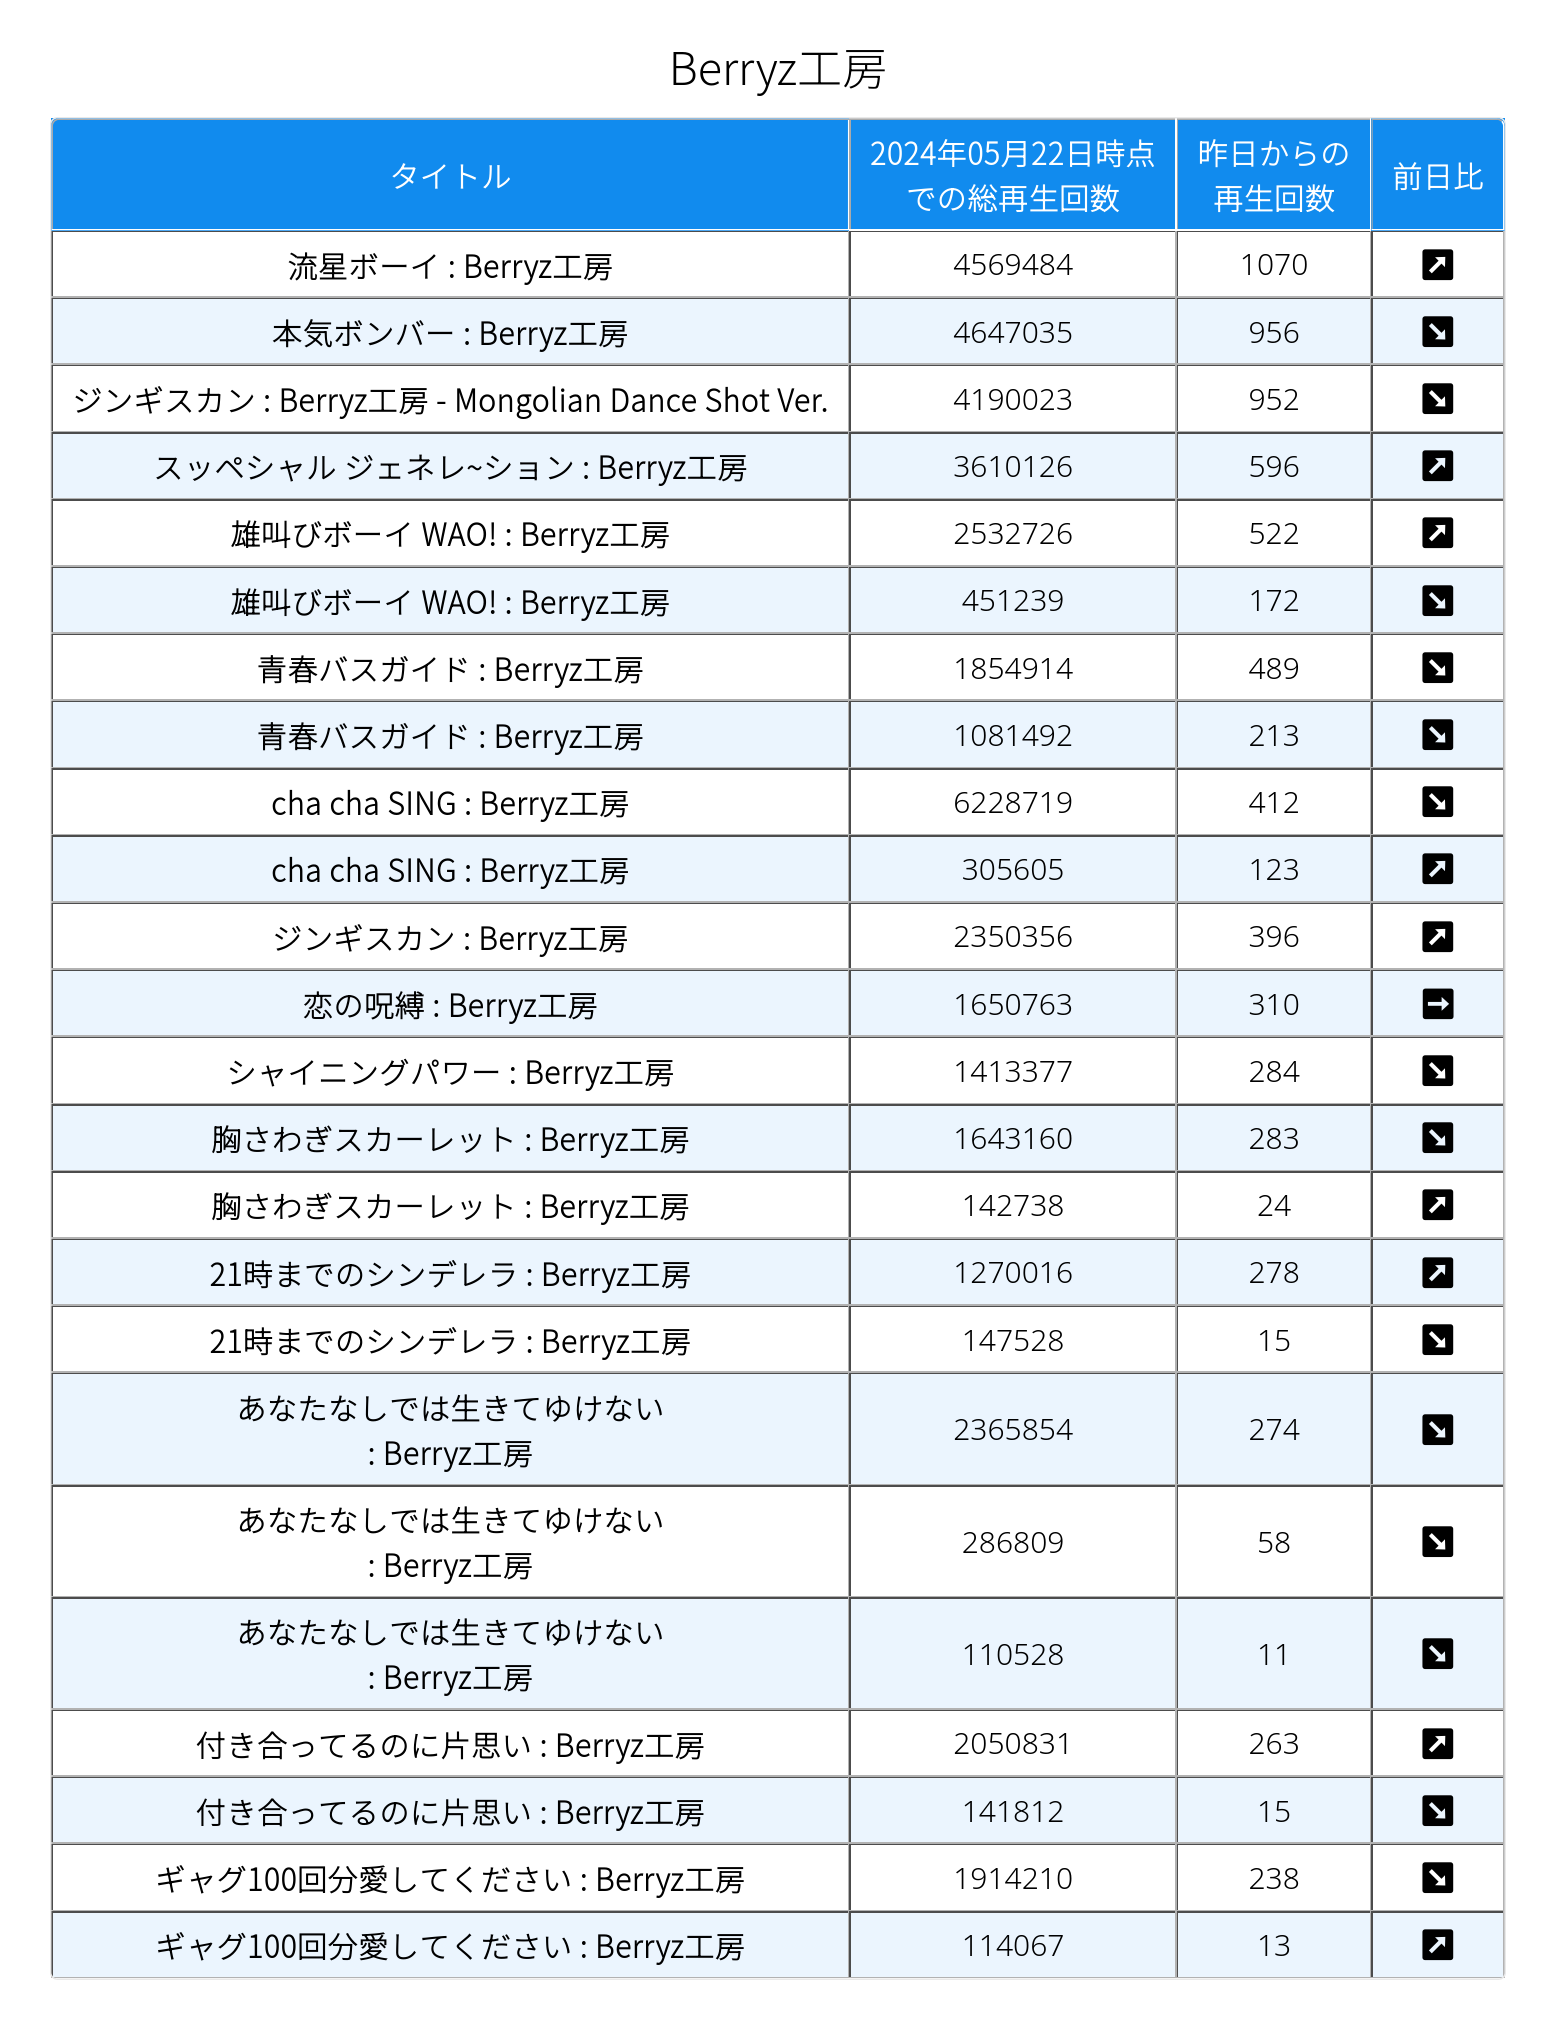 Berryz工房
タイトル 2024年05月22日時点 昨日からの 前日比
での総再生回数 再生回数
流星ボーイ : Berryz工房 4569484 1070 ↗
本気ボンバー : Berryz工房 4647035 956 ↘
ジンギスカン : Berryz工房 - Mongolian Dance Shot Ver. 4190023 952 ↘
スッペシャル ジェネレ~ション : Berryz工房 3610126 596 ↗
雄叫びボーイ WAO! : Berryz工房 2532726 522 ↗
雄叫びボーイ WAO! : Berryz工房 451239 172 ↘
青春バスガイド : Berryz工房 1854914 489 ↘
青春バスガイド : Berryz工房 1081492 213 ↘
cha cha SING : Berryz工房 6228719 412 ↘
cha cha SING : Berryz工房 305605 123 ↗
ジンギスカン : Berryz工房 2350356 396 ↗
恋の呪縛 : Berryz工房 1650763 310 →
シャイニングパワー : Berryz工房 1413377 284 ↘
胸さわぎスカーレット : Berryz工房 1643160 283 ↘
胸さわぎスカーレット : Berryz工房 142738 24 ↗
21時までのシンデレラ : Berryz工房 1270016 278 ↗
21時までのシンデレラ : Berryz工房 147528 15 ↘
あなたなしでは生きてゆけない
: Berryz工房 2365854 274 ↘
あなたなしでは生きてゆけない
: Berryz工房 286809 58 ↘
あなたなしでは生きてゆけない
: Berryz工房 110528 11 ↘
付き合ってるのに片思い : Berryz工房 2050831 263 ↗
付き合ってるのに片思い : Berryz工房 141812 15 ↘
ギャグ100回分愛してください : Berryz工房 1914210 238 ↘
ギャグ100回分愛してください : Berryz工房 114067 13 ↗